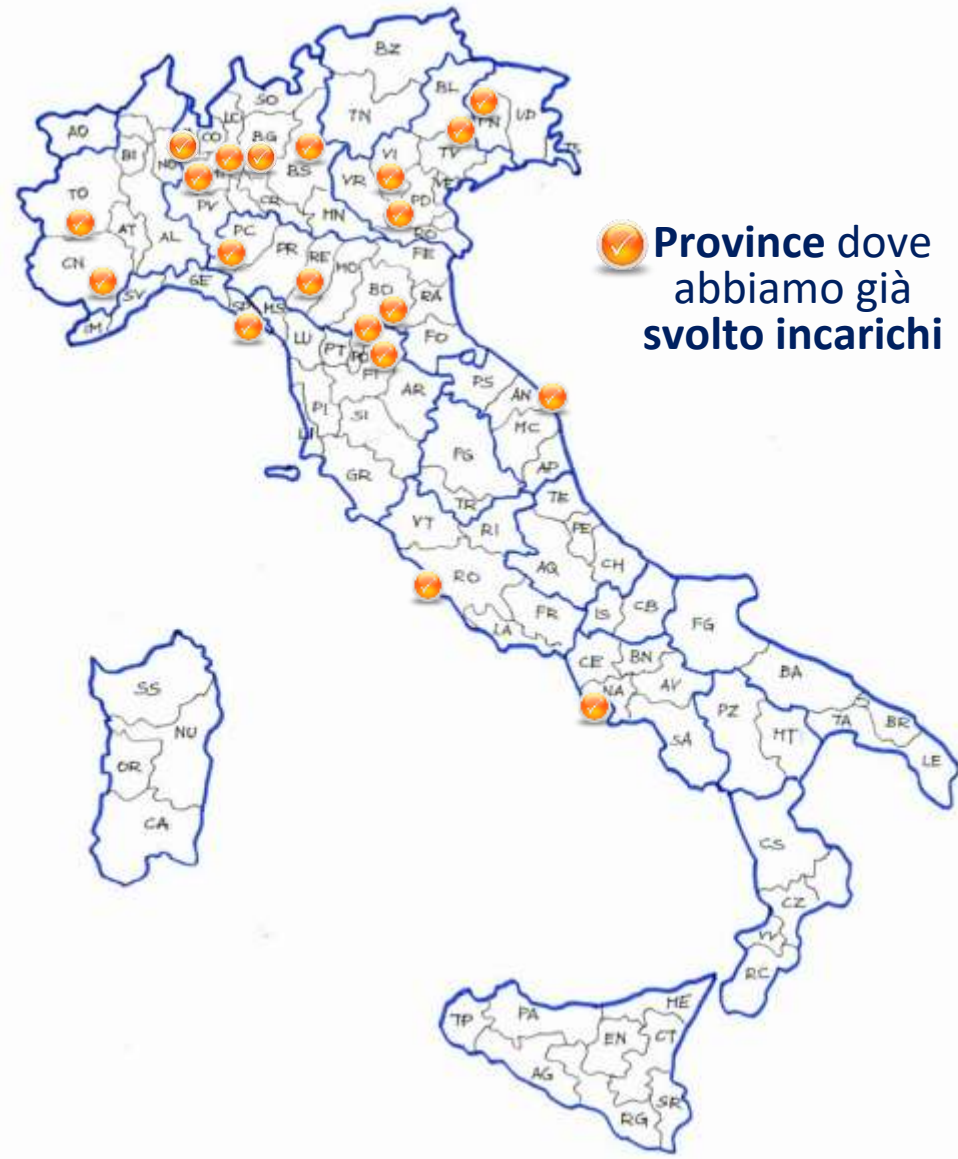 BZ
SO
BL
UD
AO
LC
TN
PN
CO
BG
TV
TS
BI
NO
BS
VI
VR
VE
TO
PV
CR
MN
PD
RO
AT
AL
PC
PR
RE
MO
FE
CN
SV
GE
BO
RA
IM
SP
MS
LU
PT
PO
FO
FI
PS
AN
AR
PI
SI
MC
LI
PG
AP
GR
TR
TE
VT
RI
PE
AQ
CH
RO
FR
IS
CB
LA
FG
CE
BN
NA
AV
BA
PZ
SA
MT
TA
BR
LE
SS
NU
OR
CA
CS
CZ
VV
RC
ME
TP
PA
EN
CT
AG
SR
RG
Province dove
abbiamo già
svolto incarichi